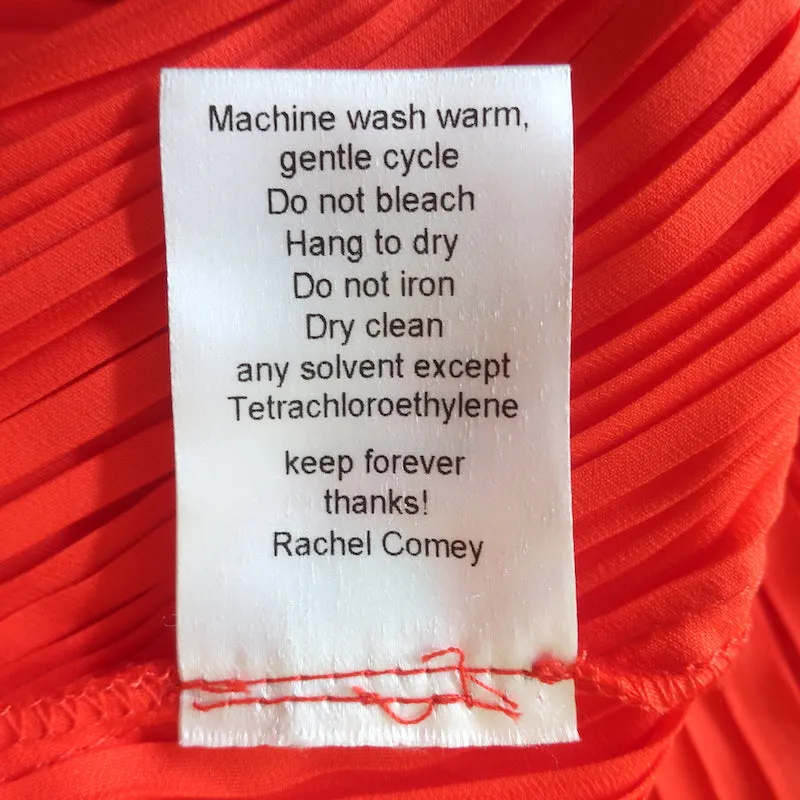 Machine wash warm,
gentle cycle
Do not bleach
Hang to dry
Do not iron
Dry clean
any solvent except
Tetrachloroethylene
keep forever
thanks!
Rachel Comey